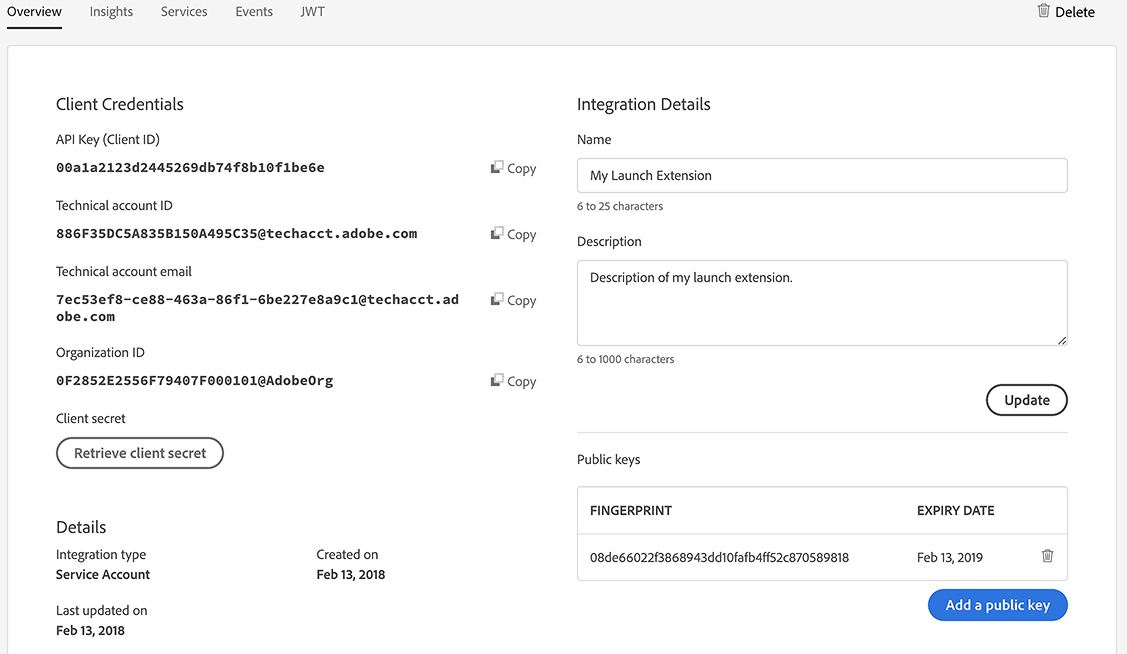 Overview Insights Services Events JWT Delete
Client Credentials
API Key (Client ID)
00a1a2123d2445269db74f8b10f1be6e Copy
Technical account ID
886F35DC5A835B150A495C35@techacct.adobe.com Copy
Technical account email
7ec53ef8-ce88-463a-86f1-6be227e8a9c1@techacct.ad Copy
obe.com
Organization ID
0F2852E2556F79407F000101@AdobeOrg Copy
Client secret
Retrieve client secret
Details
Integration type
Service Account
Created on
Feb 13, 2018
Last updated on
Feb 13, 2018
Integration Details
Name
My Launch Extension
6 to 25 characters
Description
Description of my launch extension.
6 to 1000 characters
Update
Public keys
FINGERPRINT EXPIRY DATE
08de66022f3868943dd10fafb4ff52c870589818 Feb 13, 2019
Add a public key